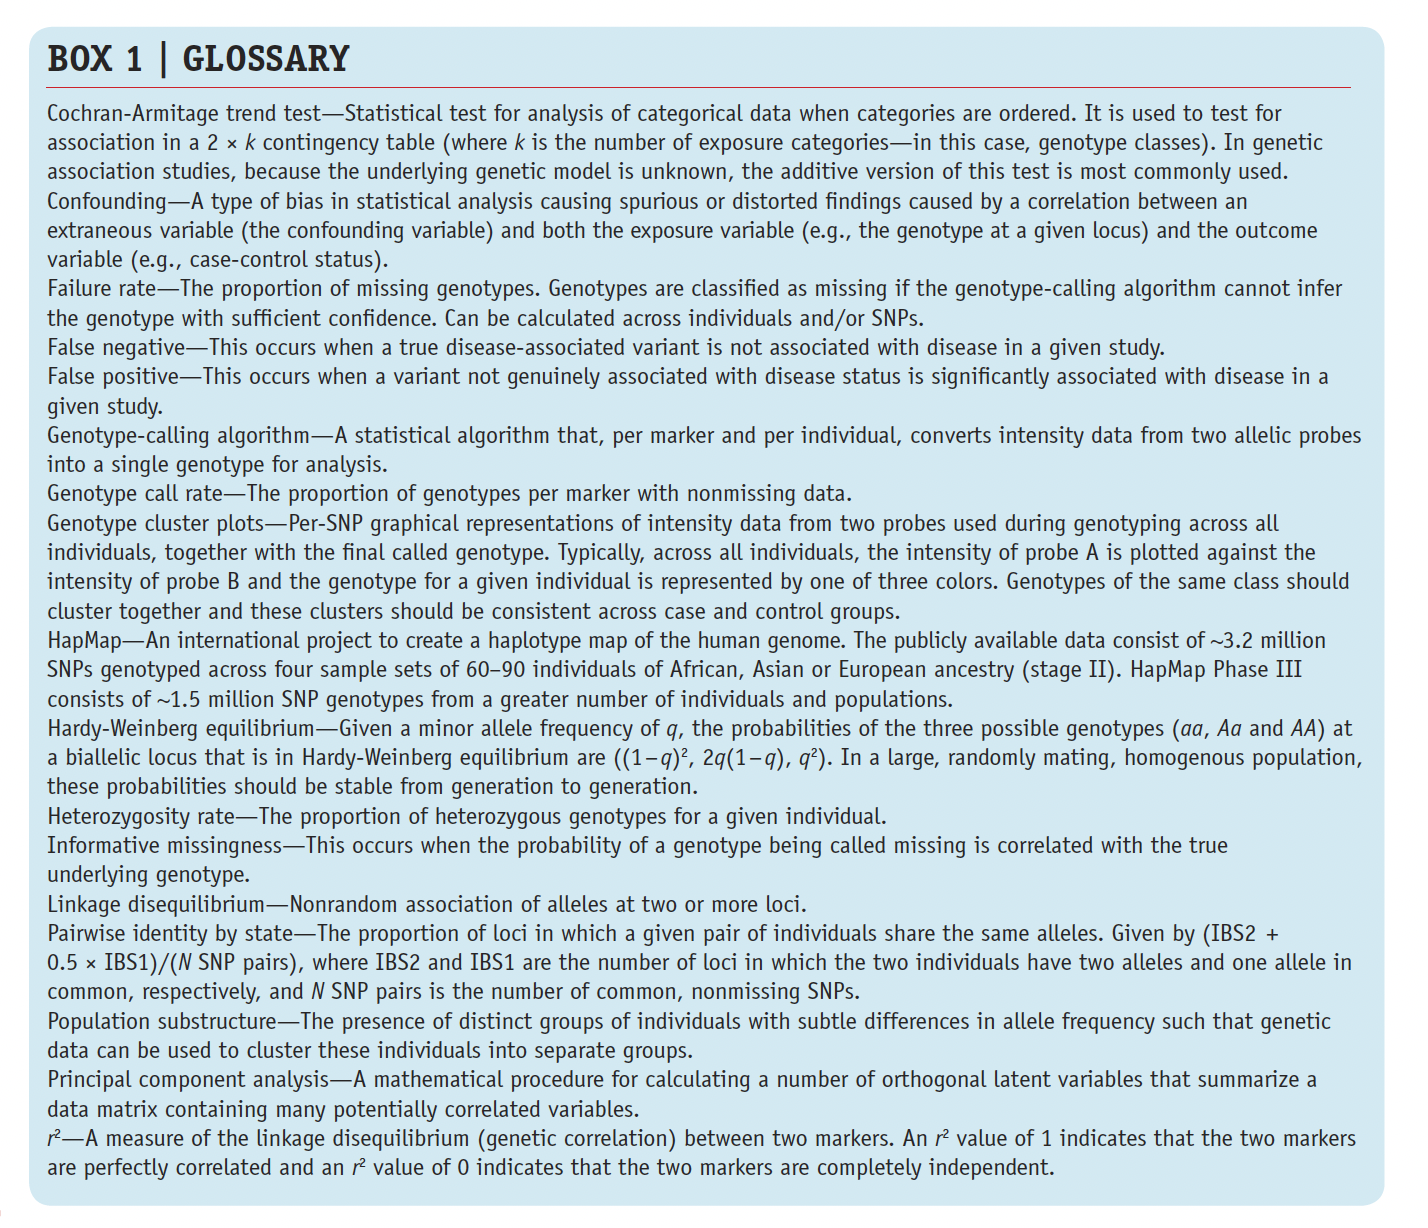 BOX 1 | GLOSSARY
Cochran-Armitage trend test—Statistical test for analysis of categorical data when categories are ordered. It is used to test for
association in a 2 × k contingency table (where k is the number of exposure categories—in this case, genotype classes). In genetic
association studies, because the underlying genetic model is unknown, the additive version of this test is most commonly used.
Confounding—A type of bias in statistical analysis causing spurious or distorted findings caused by a correlation between an
extraneous variable (the confounding variable) and both the exposure variable (e.g., the genotype at a given locus) and the outcome
variable (e.g., case-control status).
Failure rate—The proportion of missing genotypes. Genotypes are classified as missing if the genotype-calling algorithm cannot infer
the genotype with sufficient confidence. Can be calculated across individuals and/or SNPs.
False negative—This occurs when a true disease-associated variant is not associated with disease in a given study.
False positive—This occurs when a variant not genuinely associated with disease status is significantly associated with disease in a
given study.
Genotype-calling algorithm—A statistical algorithm that, per marker and per individual, converts intensity data from two allelic probes
into a single genotype for analysis.
Genotype call rate—The proportion of genotypes per marker with nonmissing data.
Genotype cluster plots—Per-SNP graphical representations of intensity data from two probes used during genotyping across all
individuals, together with the final called genotype. Typically, across all individuals, the intensity of probe A is plotted against the
intensity of probe B and the genotype for a given individual is represented by one of three colors. Genotypes of the same class should
cluster together and these clusters should be consistent across case and control groups.
HapMap—An international project to create a haplotype map of the human genome. The publicly available data consist of ~3.2 million
SNPs genotyped across four sample sets of 60–90 individuals of African, Asian or European ancestry (stage II). HapMap Phase III
consists of ~1.5 million SNP genotypes from a greater number of individuals and populations.
Hardy-Weinberg equilibrium—Given a minor allele frequency of q, the probabilities of the three possible genotypes (aa, Aa and AA) at
a biallelic locus that is in Hardy-Weinberg equilibrium are ((1−q)², 2q(1−q), q²). In a large, randomly mating, homogenous population,
these probabilities should be stable from generation to generation.
Heterozygosity rate—The proportion of heterozygous genotypes for a given individual.
Informative missingness—This occurs when the probability of a genotype being called missing is correlated with the true
underlying genotype.
Linkage disequilibrium—Nonrandom association of alleles at two or more loci.
Pairwise identity by state—The proportion of loci in which a given pair of individuals share the same alleles. Given by (IBS2 +
0.5 × IBS1)/(N SNP pairs), where IBS2 and IBS1 are the number of loci in which the two individuals have two alleles and one allele in
common, respectively, and N SNP pairs is the number of common, nonmissing SNPs.
Population substructure—The presence of distinct groups of individuals with subtle differences in allele frequency such that genetic
data can be used to cluster these individuals into separate groups.
Principal component analysis—A mathematical procedure for calculating a number of orthogonal latent variables that summarize a
data matrix containing many potentially correlated variables.
r²—A measure of the linkage disequilibrium (genetic correlation) between two markers. An r² value of 1 indicates that the two markers
are perfectly correlated and an r² value of 0 indicates that the two markers are completely independent.